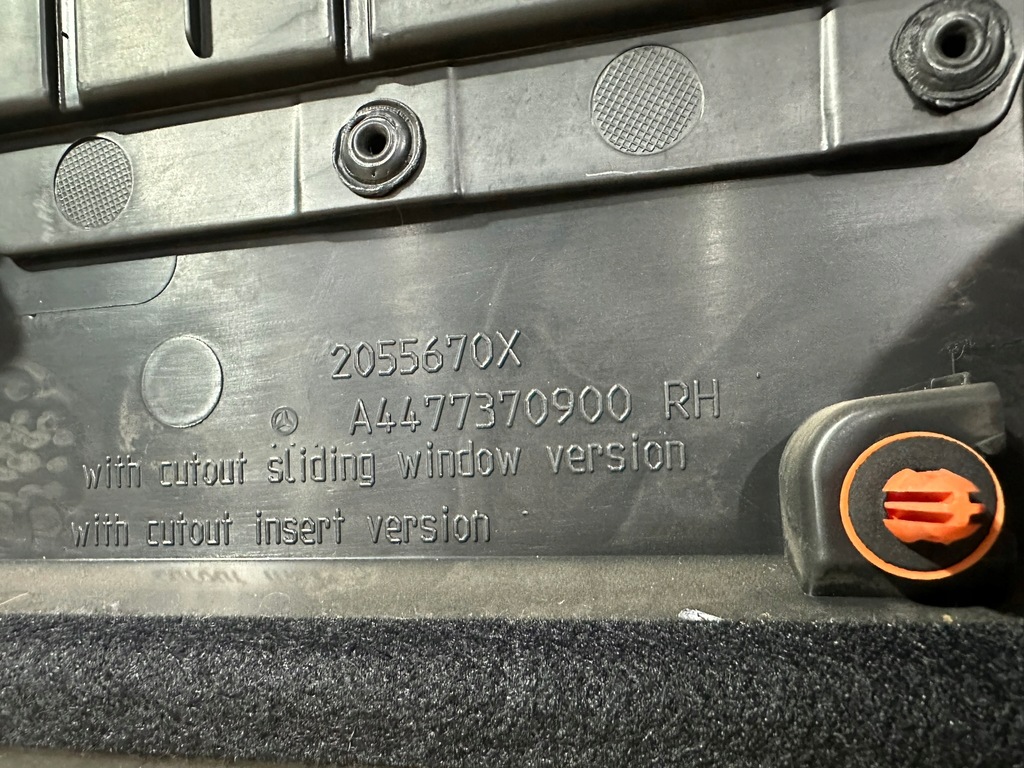 2055670X
A4477370900 RH
with cutout sliding window version
with cutout insert version